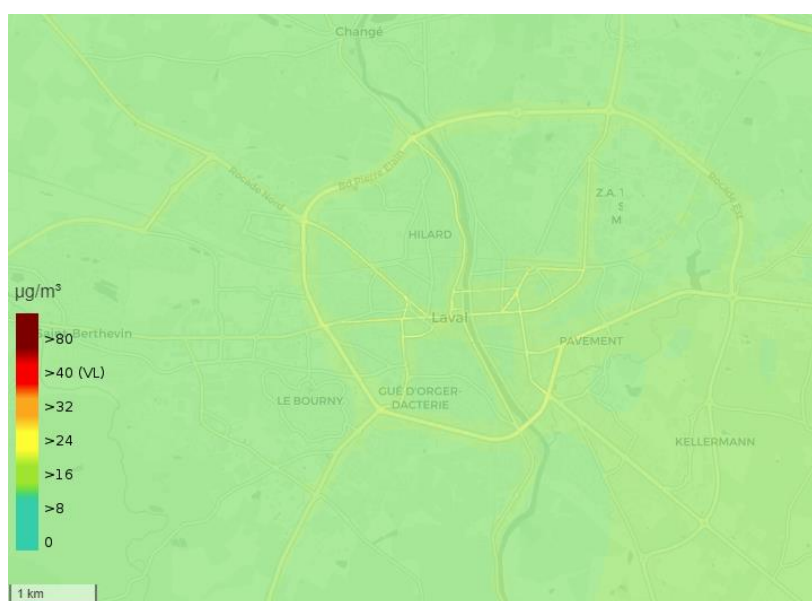 Changé
Rocade Nord
Bd Pierre Elain
Rocade Est
Z.A. T
S
M
HILARD
µg/m³
>80
>40 (VL)
>32
>24
>16
>8
0
Saint-Berthevin
Laval
PAVEMENT
LE BOURNY
GUÉ D'ORGER-
DACTERIE
KELLERMANN
1 km